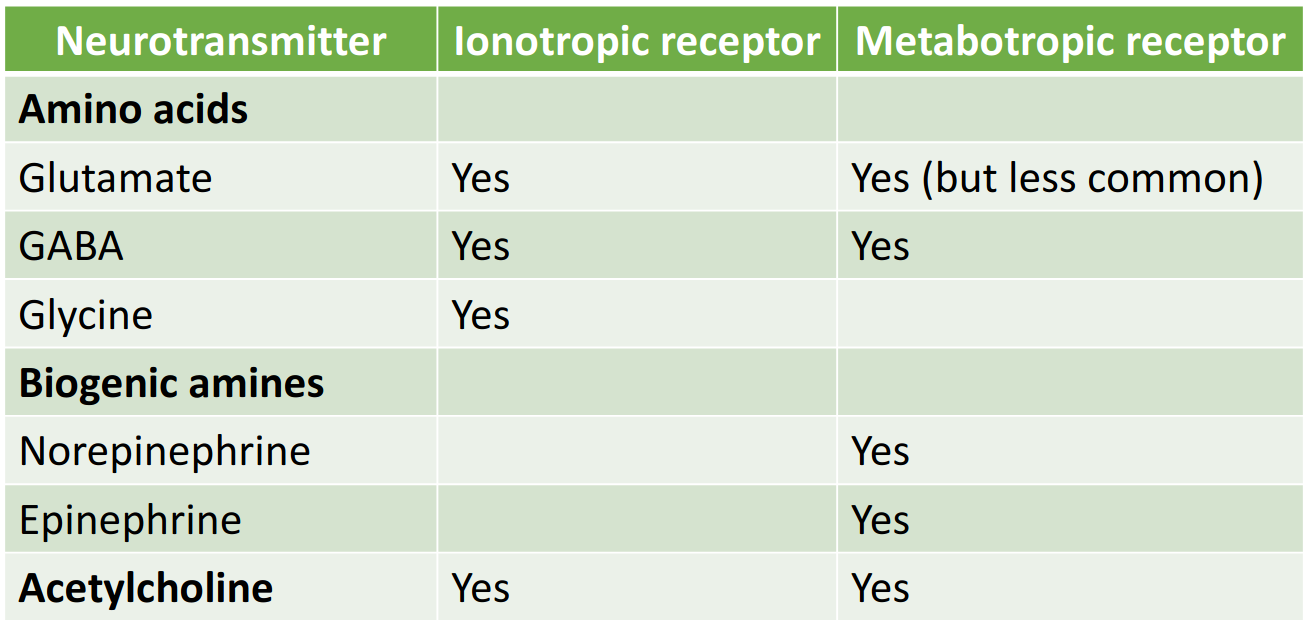 Neurotransmitter Ionotropic receptor Metabotropic receptor
Amino acids
Glutamate Yes Yes (but less common)
GABA Yes Yes
Glycine Yes
Biogenic amines
Norepinephrine Yes
Epinephrine Yes
Acetylcholine Yes Yes